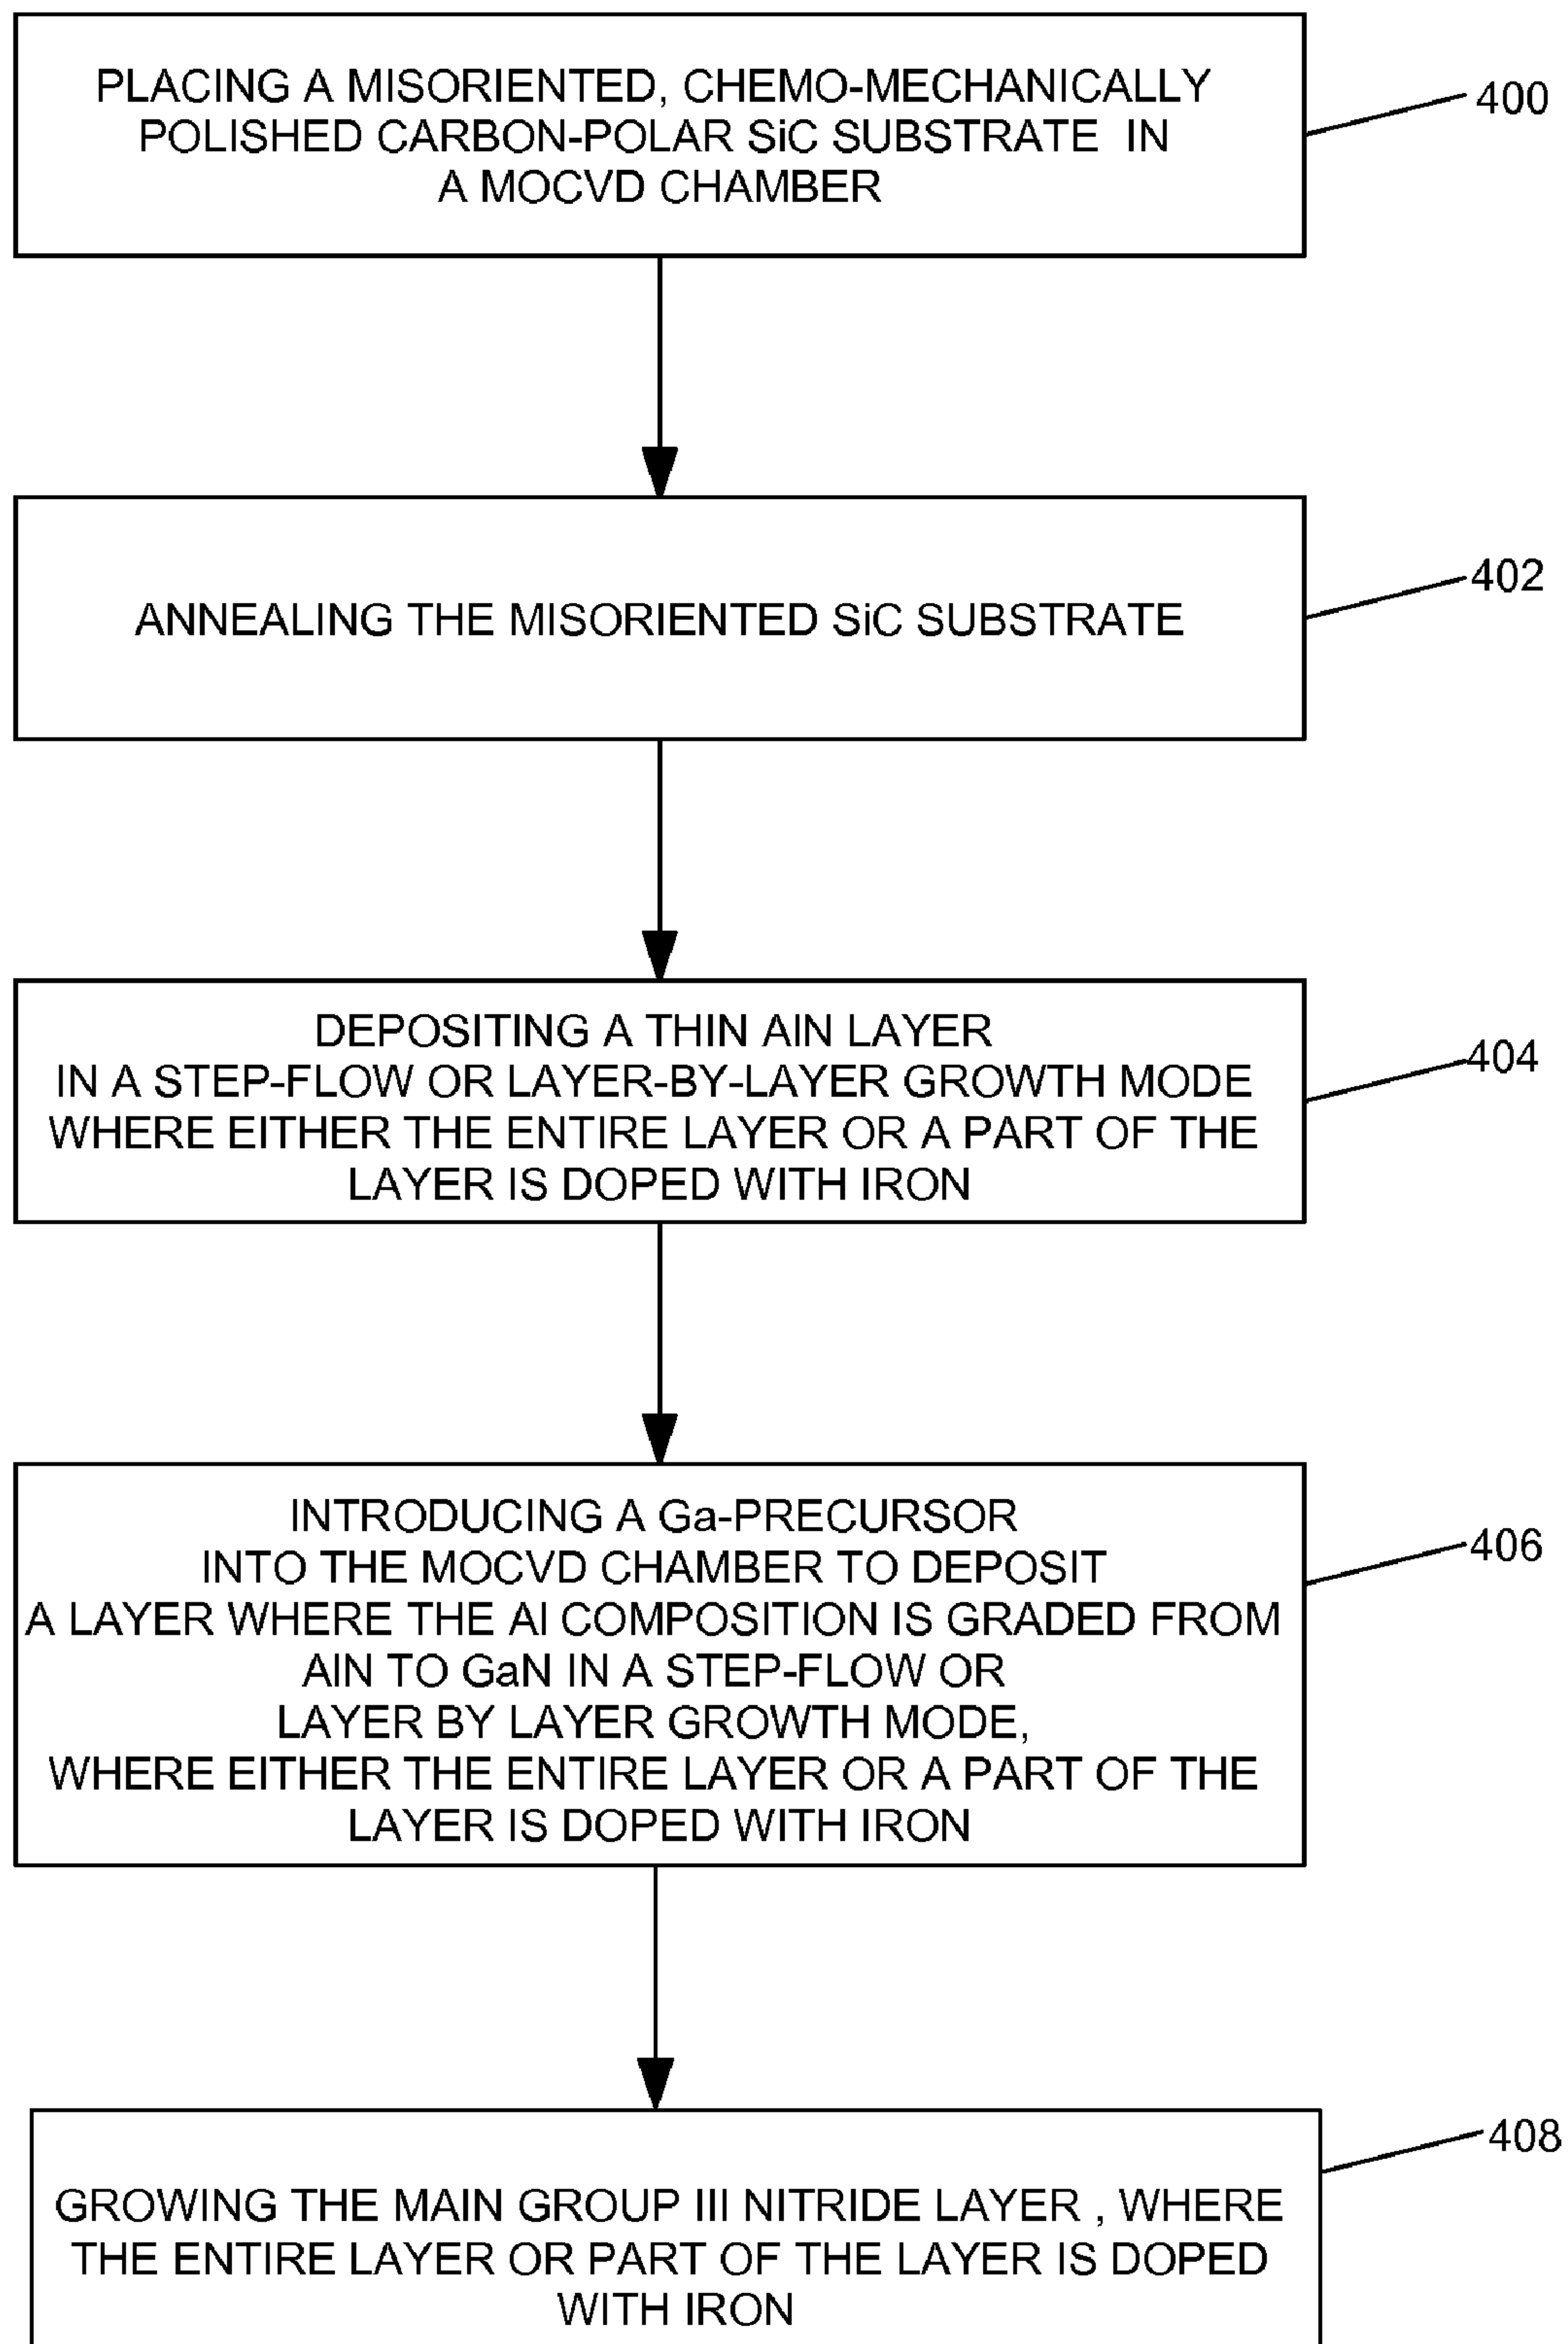 PLACING A MISORIENTED, CHEMO-MECHANICALLY
POLISHED CARBON-POLAR SiC SUBSTRATE IN
A MOCVD CHAMBER
400
ANNEALING THE MISORIENTED SiC SUBSTRATE
402
DEPOSITING A THIN AlN LAYER
IN A STEP-FLOW OR LAYER-BY-LAYER GROWTH MODE
WHERE EITHER THE ENTIRE LAYER OR A PART OF THE
LAYER IS DOPED WITH IRON
404
INTRODUCING A Ga-PRECURSOR
INTO THE MOCVD CHAMBER TO DEPOSIT
A LAYER WHERE THE Al COMPOSITION IS GRADED FROM
AlN TO GaN IN A STEP-FLOW OR
LAYER BY LAYER GROWTH MODE,
WHERE EITHER THE ENTIRE LAYER OR A PART OF THE
LAYER IS DOPED WITH IRON
406
GROWING THE MAIN GROUP III NITRIDE LAYER , WHERE
THE ENTIRE LAYER OR PART OF THE LAYER IS DOPED
WITH IRON
408